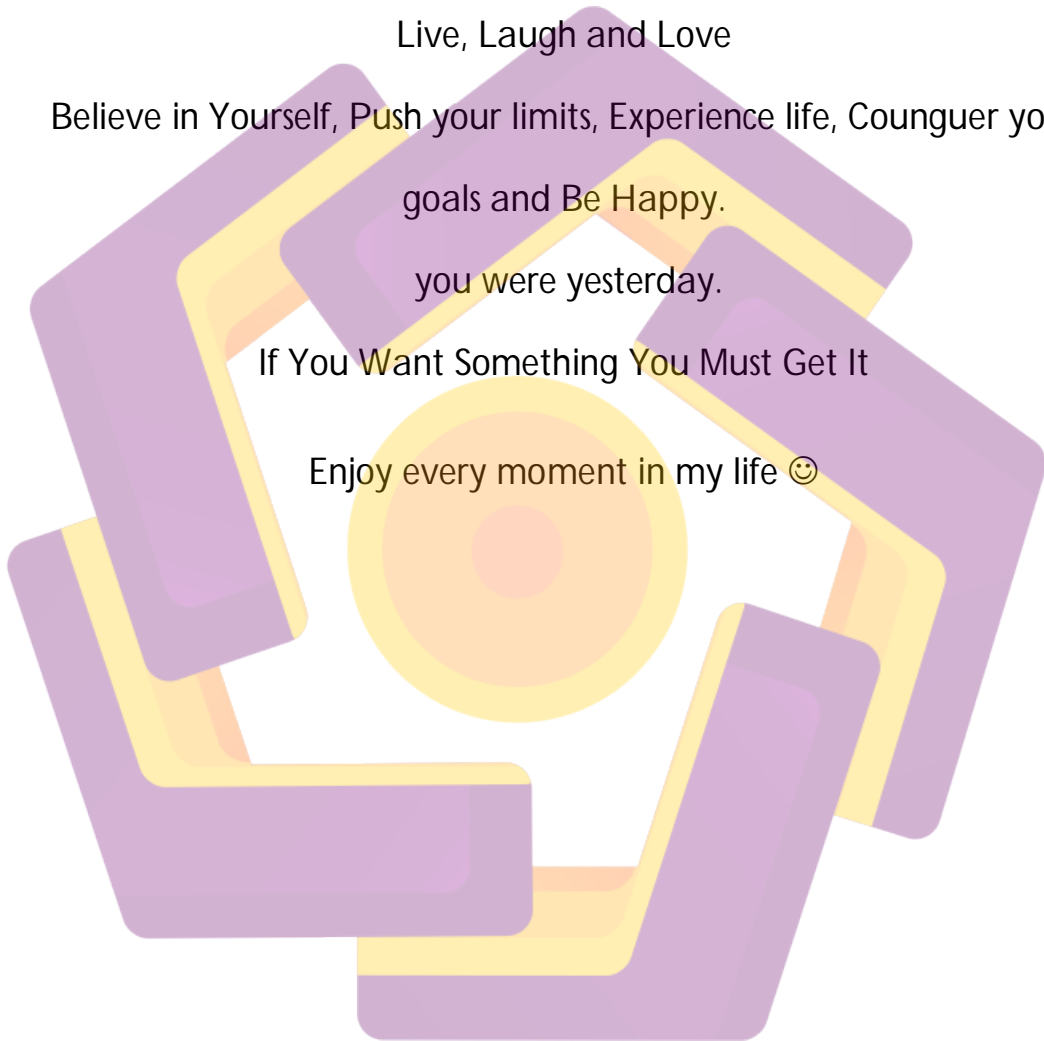 Live, Laugh and Love
Believe in Yourself, Push your limits, Experience life, Counguer yo
goals and Be Happy.
you were yesterday.
If You Want Something You Must Get It
Enjoy every moment in my life ☺